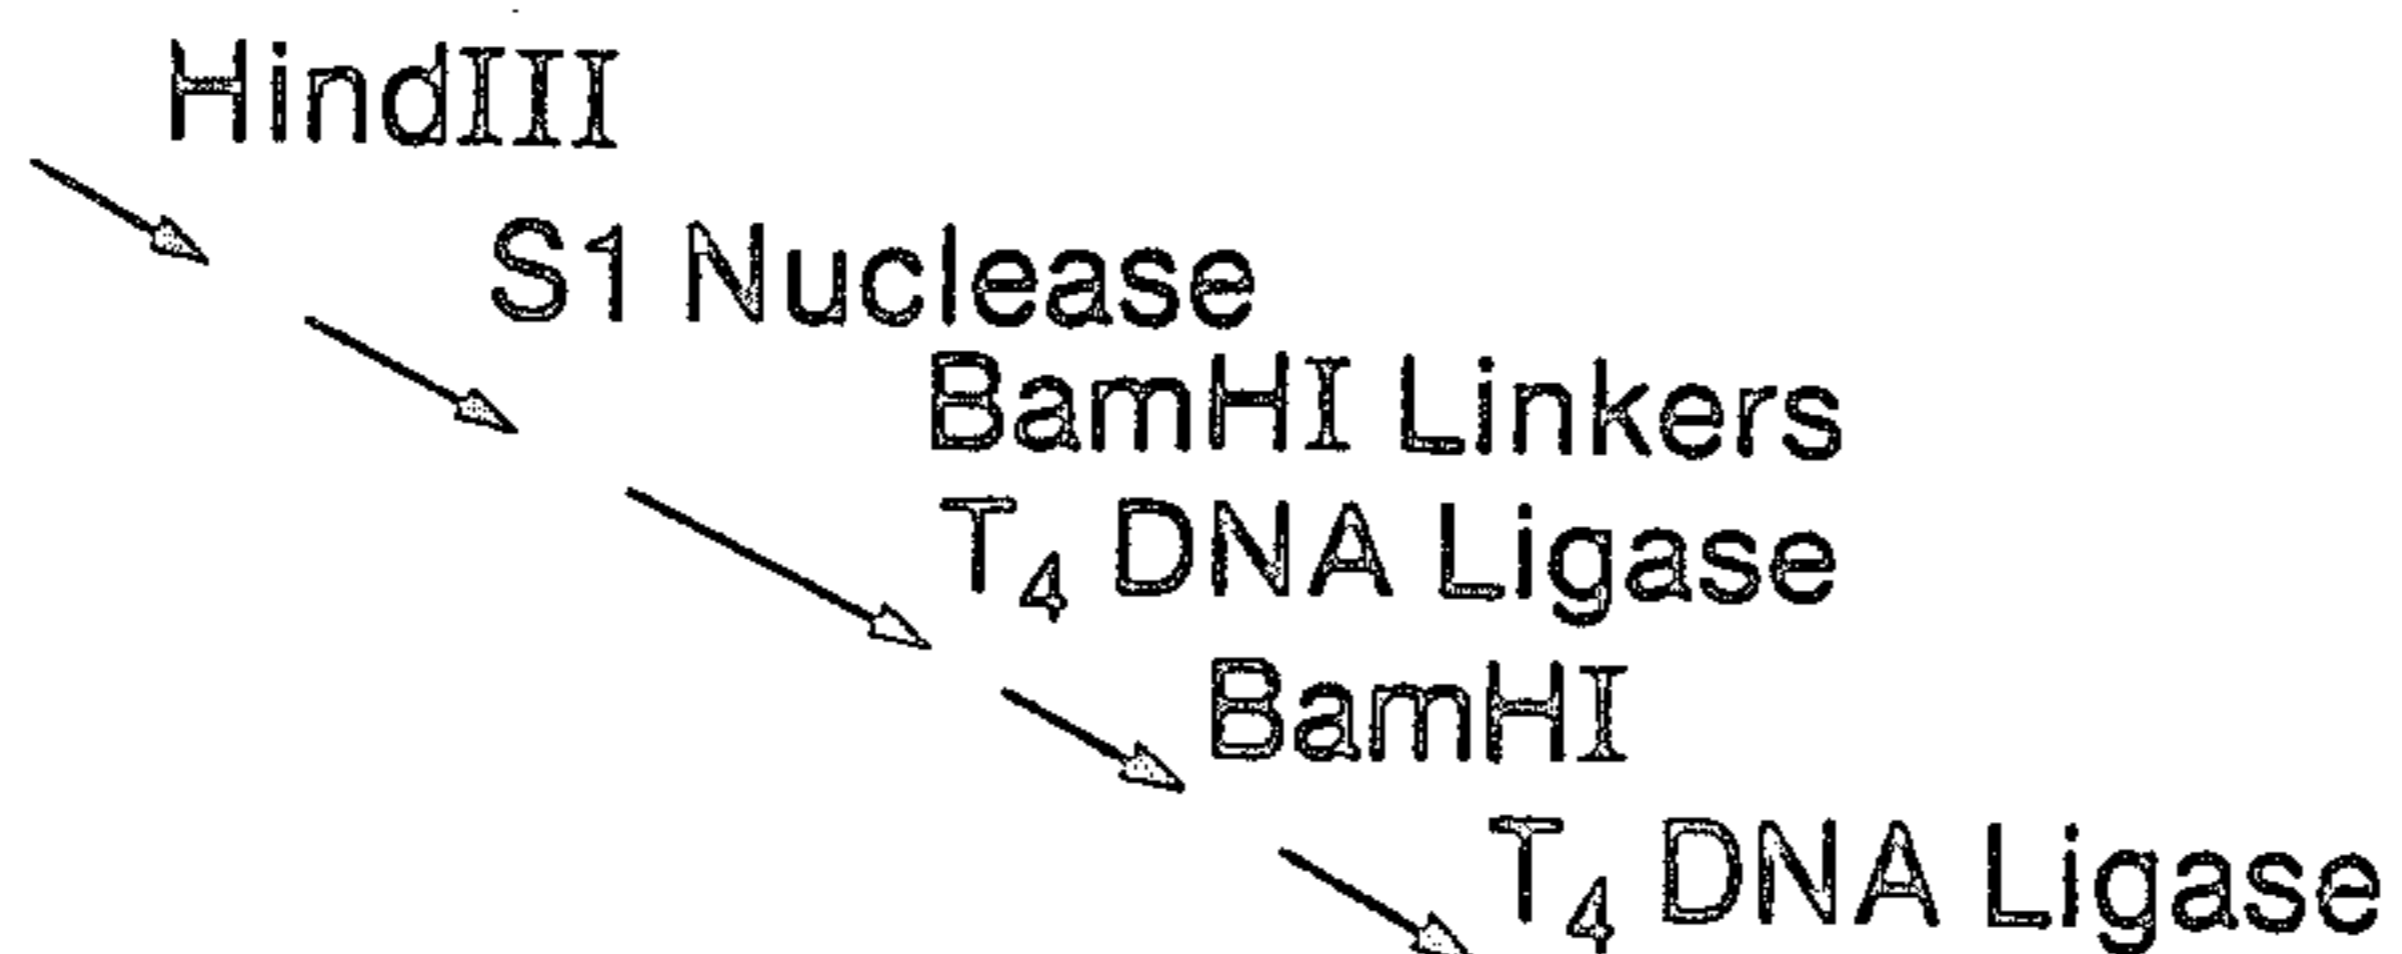 HindIII
S1 Nuclease
BamHI Linkers
T₄ DNA Ligase
BamHI
T₄ DNA Ligase